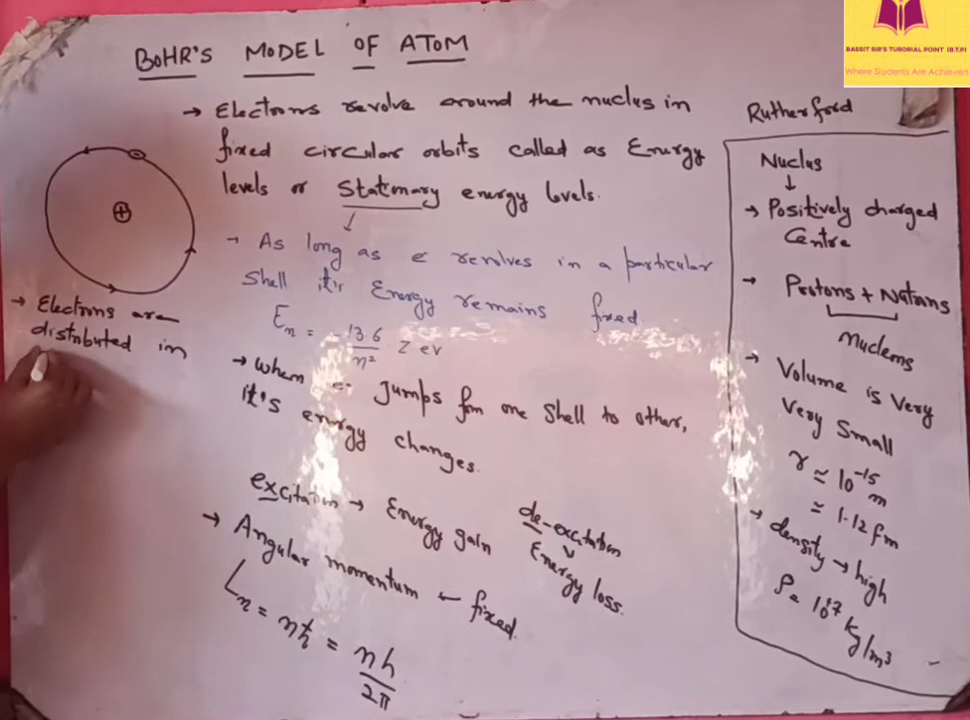 BOHR'S MODEL OF ATOM
→ Electrons revolve around the nuclus in
fixed circular orbits called as Energy
levels or Stationary energy levels.
↓
→ As long as e⁻ revolves in a particular
Shell it's Energy remains fixed
En = -13.6/n² Z eV
→ when e⁻ Jumps from one Shell to other,
it's energy changes.
excitation → Energy gain
de-excitation
↓
Energy loss.
→ Angular momentum ← fixed.
Ln = nħ = nh/2π
⊕
→ Electrons are
distributed in
Rutherford
Nuclus
↓
→ Positively charged
Centre
→ Protons + Nutrons
nucleons
→ Volume is Very
Very Small
r ≃ 10⁻¹⁵ m
≃ 1.12 fm
→ density → high
ρ ≈ 10¹⁷ kg/m³
BABBIT SIR'S TUTORIAL POINT (B.T.P)
Where Students Are Achievers